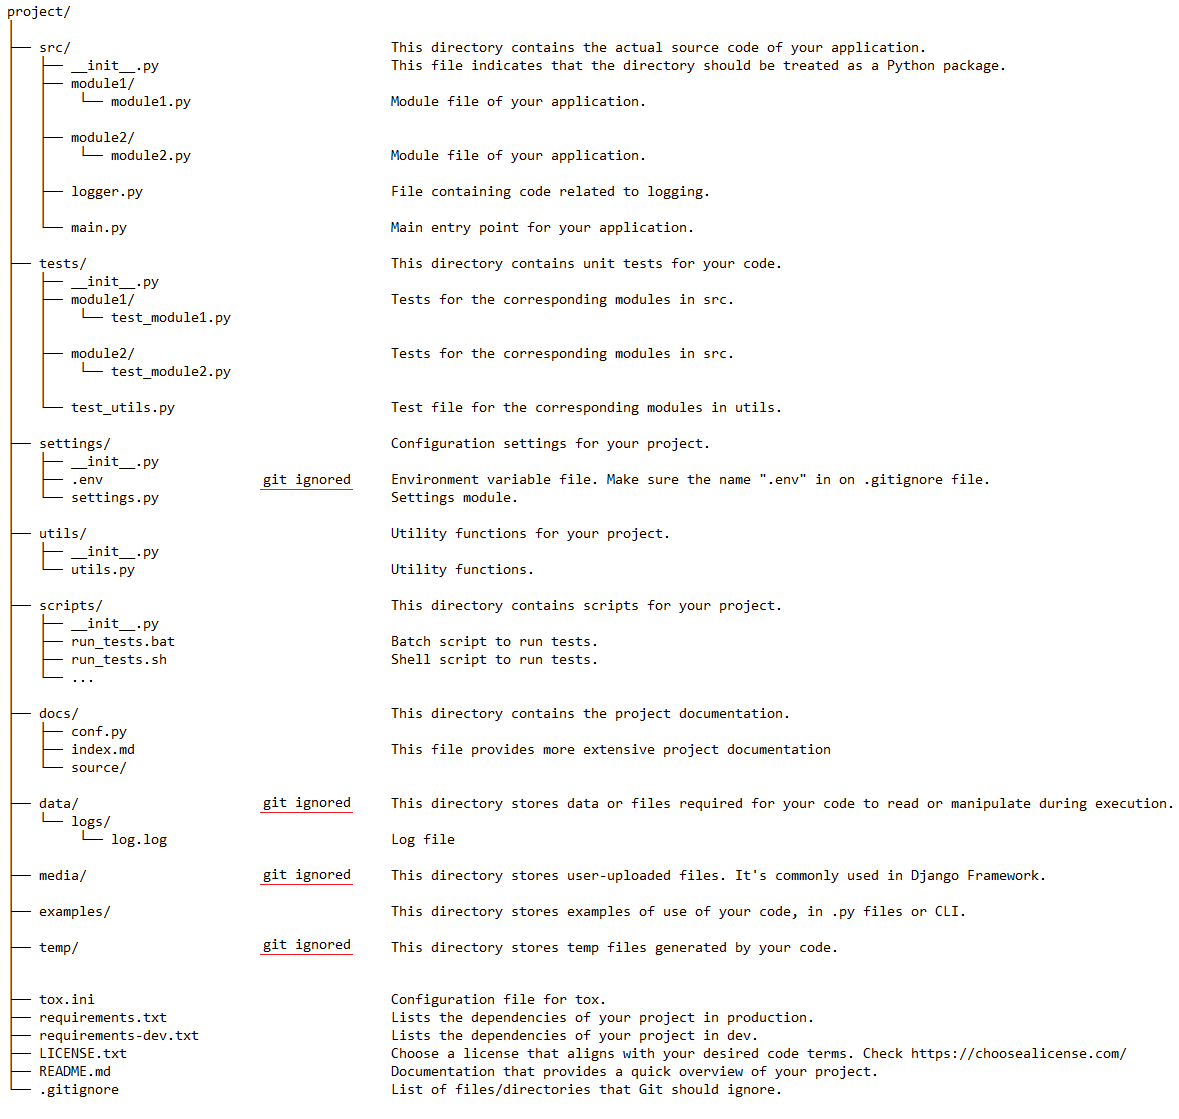 project/
src/ This directory contains the actual source code of your application.
__init__.py This file indicates that the directory should be treated as a Python package.
module1/
module1.py Module file of your application.
module2/
module2.py Module file of your application.
logger.py File containing code related to logging.
main.py Main entry point for your application.
tests/ This directory contains unit tests for your code.
__init__.py
module1/ Tests for the corresponding modules in src.
test_module1.py
module2/ Tests for the corresponding modules in src.
test_module2.py
test_utils.py Test file for the corresponding modules in utils.
settings/ Configuration settings for your project.
__init__.py
.env git ignored Environment variable file. Make sure the name ".env" in on .gitignore file.
settings.py Settings module.
utils/ Utility functions for your project.
__init__.py
utils.py Utility functions.
scripts/ This directory contains scripts for your project.
__init__.py
run_tests.bat Batch script to run tests.
run_tests.sh Shell script to run tests.
...
docs/ This directory contains the project documentation.
conf.py
index.md This file provides more extensive project documentation
source/
data/ git ignored This directory stores data or files required for your code to read or manipulate during execution.
logs/
log.log Log file
media/ git ignored This directory stores user-uploaded files. It's commonly used in Django Framework.
examples/ This directory stores examples of use of your code, in .py files or CLI.
temp/ git ignored This directory stores temp files generated by your code.
tox.ini Configuration file for tox.
requirements.txt Lists the dependencies of your project in production.
requirements-dev.txt Lists the dependencies of your project in dev.
LICENSE.txt Choose a license that aligns with your desired code terms. Check https://choosealicense.com/
README.md Documentation that provides a quick overview of your project.
.gitignore List of files/directories that Git should ignore.